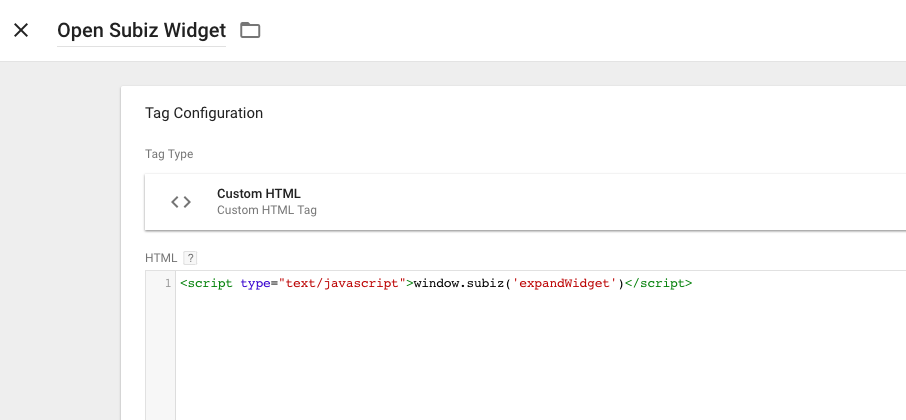 Open Subiz Widget
Tag Configuration
Tag Type
Custom HTML
Custom HTML Tag
HTML ?
1 <script type="text/javascript">window.subiz('expandWidget')</script>